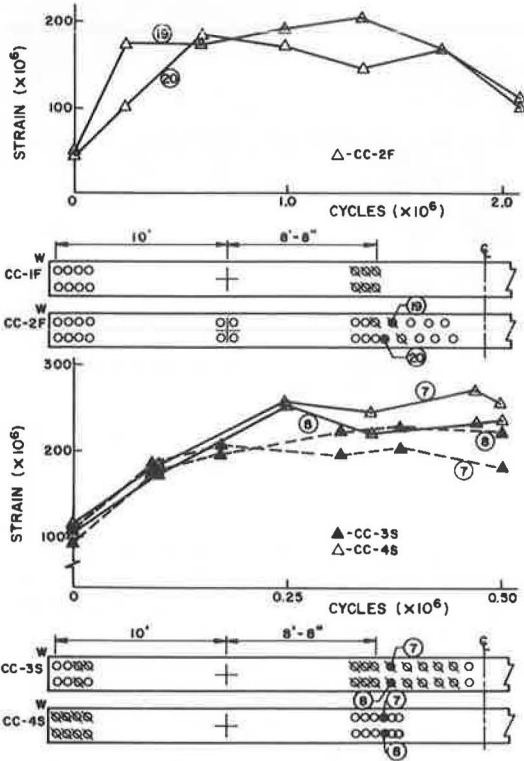 STRAIN (×10⁶)
200
100
19
20
△-CC-2F
0
1.0
2.0
CYCLES (×10⁶)
10'
8'-8"
℄
W
CC-1F
W
CC-2F
19
20
STRAIN (×10⁶)
300
200
100
7
8
8
7
▲-CC-3S
△-CC-4S
0
0.25
0.50
CYCLES (×10⁶)
10'
8'-8"
℄
7
W
CC-3S
8
7
W
CC-4S
8